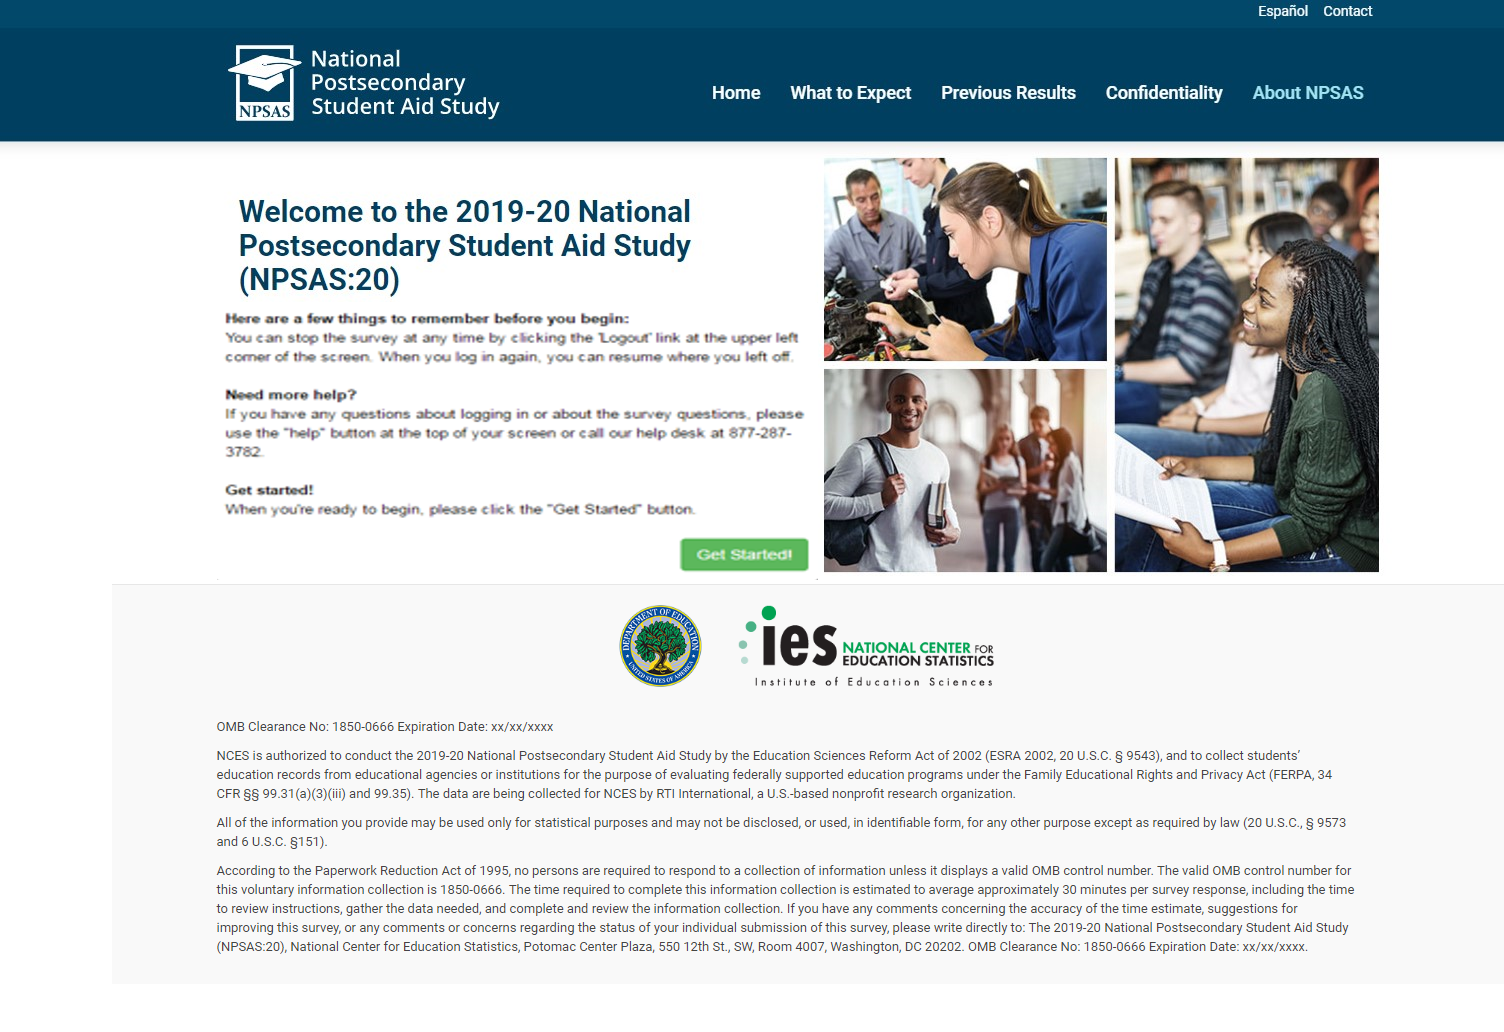 Español Contact
National
Postsecondary
Student Aid Study
NPSAS
Home What to Expect Previous Results Confidentiality About NPSAS
Welcome to the 2019-20 National
Postsecondary Student Aid Study
(NPSAS:20)
Here are a few things to remember before you begin:
You can stop the survey at any time by clicking the 'Logout' link at the upper left
corner of the screen. When you log in again, you can resume where you left off.
Need more help?
If you have any questions about logging in or about the survey questions, please
use the "help" button at the top of your screen or call our help desk at 877-287-
3782.
Get started!
When you're ready to begin, please click the "Get Started" button.
Get Started!
DEPARTMENT OF EDUCATION
UNITED STATES OF AMERICA
ies NATIONAL CENTER FOR
EDUCATION STATISTICS
Institute of Education Sciences
OMB Clearance No: 1850-0666 Expiration Date: xx/xx/xxxx
NCES is authorized to conduct the 2019-20 National Postsecondary Student Aid Study by the Education Sciences Reform Act of 2002 (ESRA 2002, 20 U.S.C. § 9543), and to collect students’
education records from educational agencies or institutions for the purpose of evaluating federally supported education programs under the Family Educational Rights and Privacy Act (FERPA, 34
CFR §§ 99.31(a)(3)(iii) and 99.35). The data are being collected for NCES by RTI International, a U.S.-based nonprofit research organization.
All of the information you provide may be used only for statistical purposes and may not be disclosed, or used, in identifiable form, for any other purpose except as required by law (20 U.S.C., § 9573
and 6 U.S.C. §151).
According to the Paperwork Reduction Act of 1995, no persons are required to respond to a collection of information unless it displays a valid OMB control number. The valid OMB control number for
this voluntary information collection is 1850-0666. The time required to complete this information collection is estimated to average approximately 30 minutes per survey response, including the time
to review instructions, gather the data needed, and complete and review the information collection. If you have any comments concerning the accuracy of the time estimate, suggestions for
improving this survey, or any comments or concerns regarding the status of your individual submission of this survey, please write directly to: The 2019-20 National Postsecondary Student Aid Study
(NPSAS:20), National Center for Education Statistics, Potomac Center Plaza, 550 12th St., SW, Room 4007, Washington, DC 20202. OMB Clearance No: 1850-0666 Expiration Date: xx/xx/xxxx.